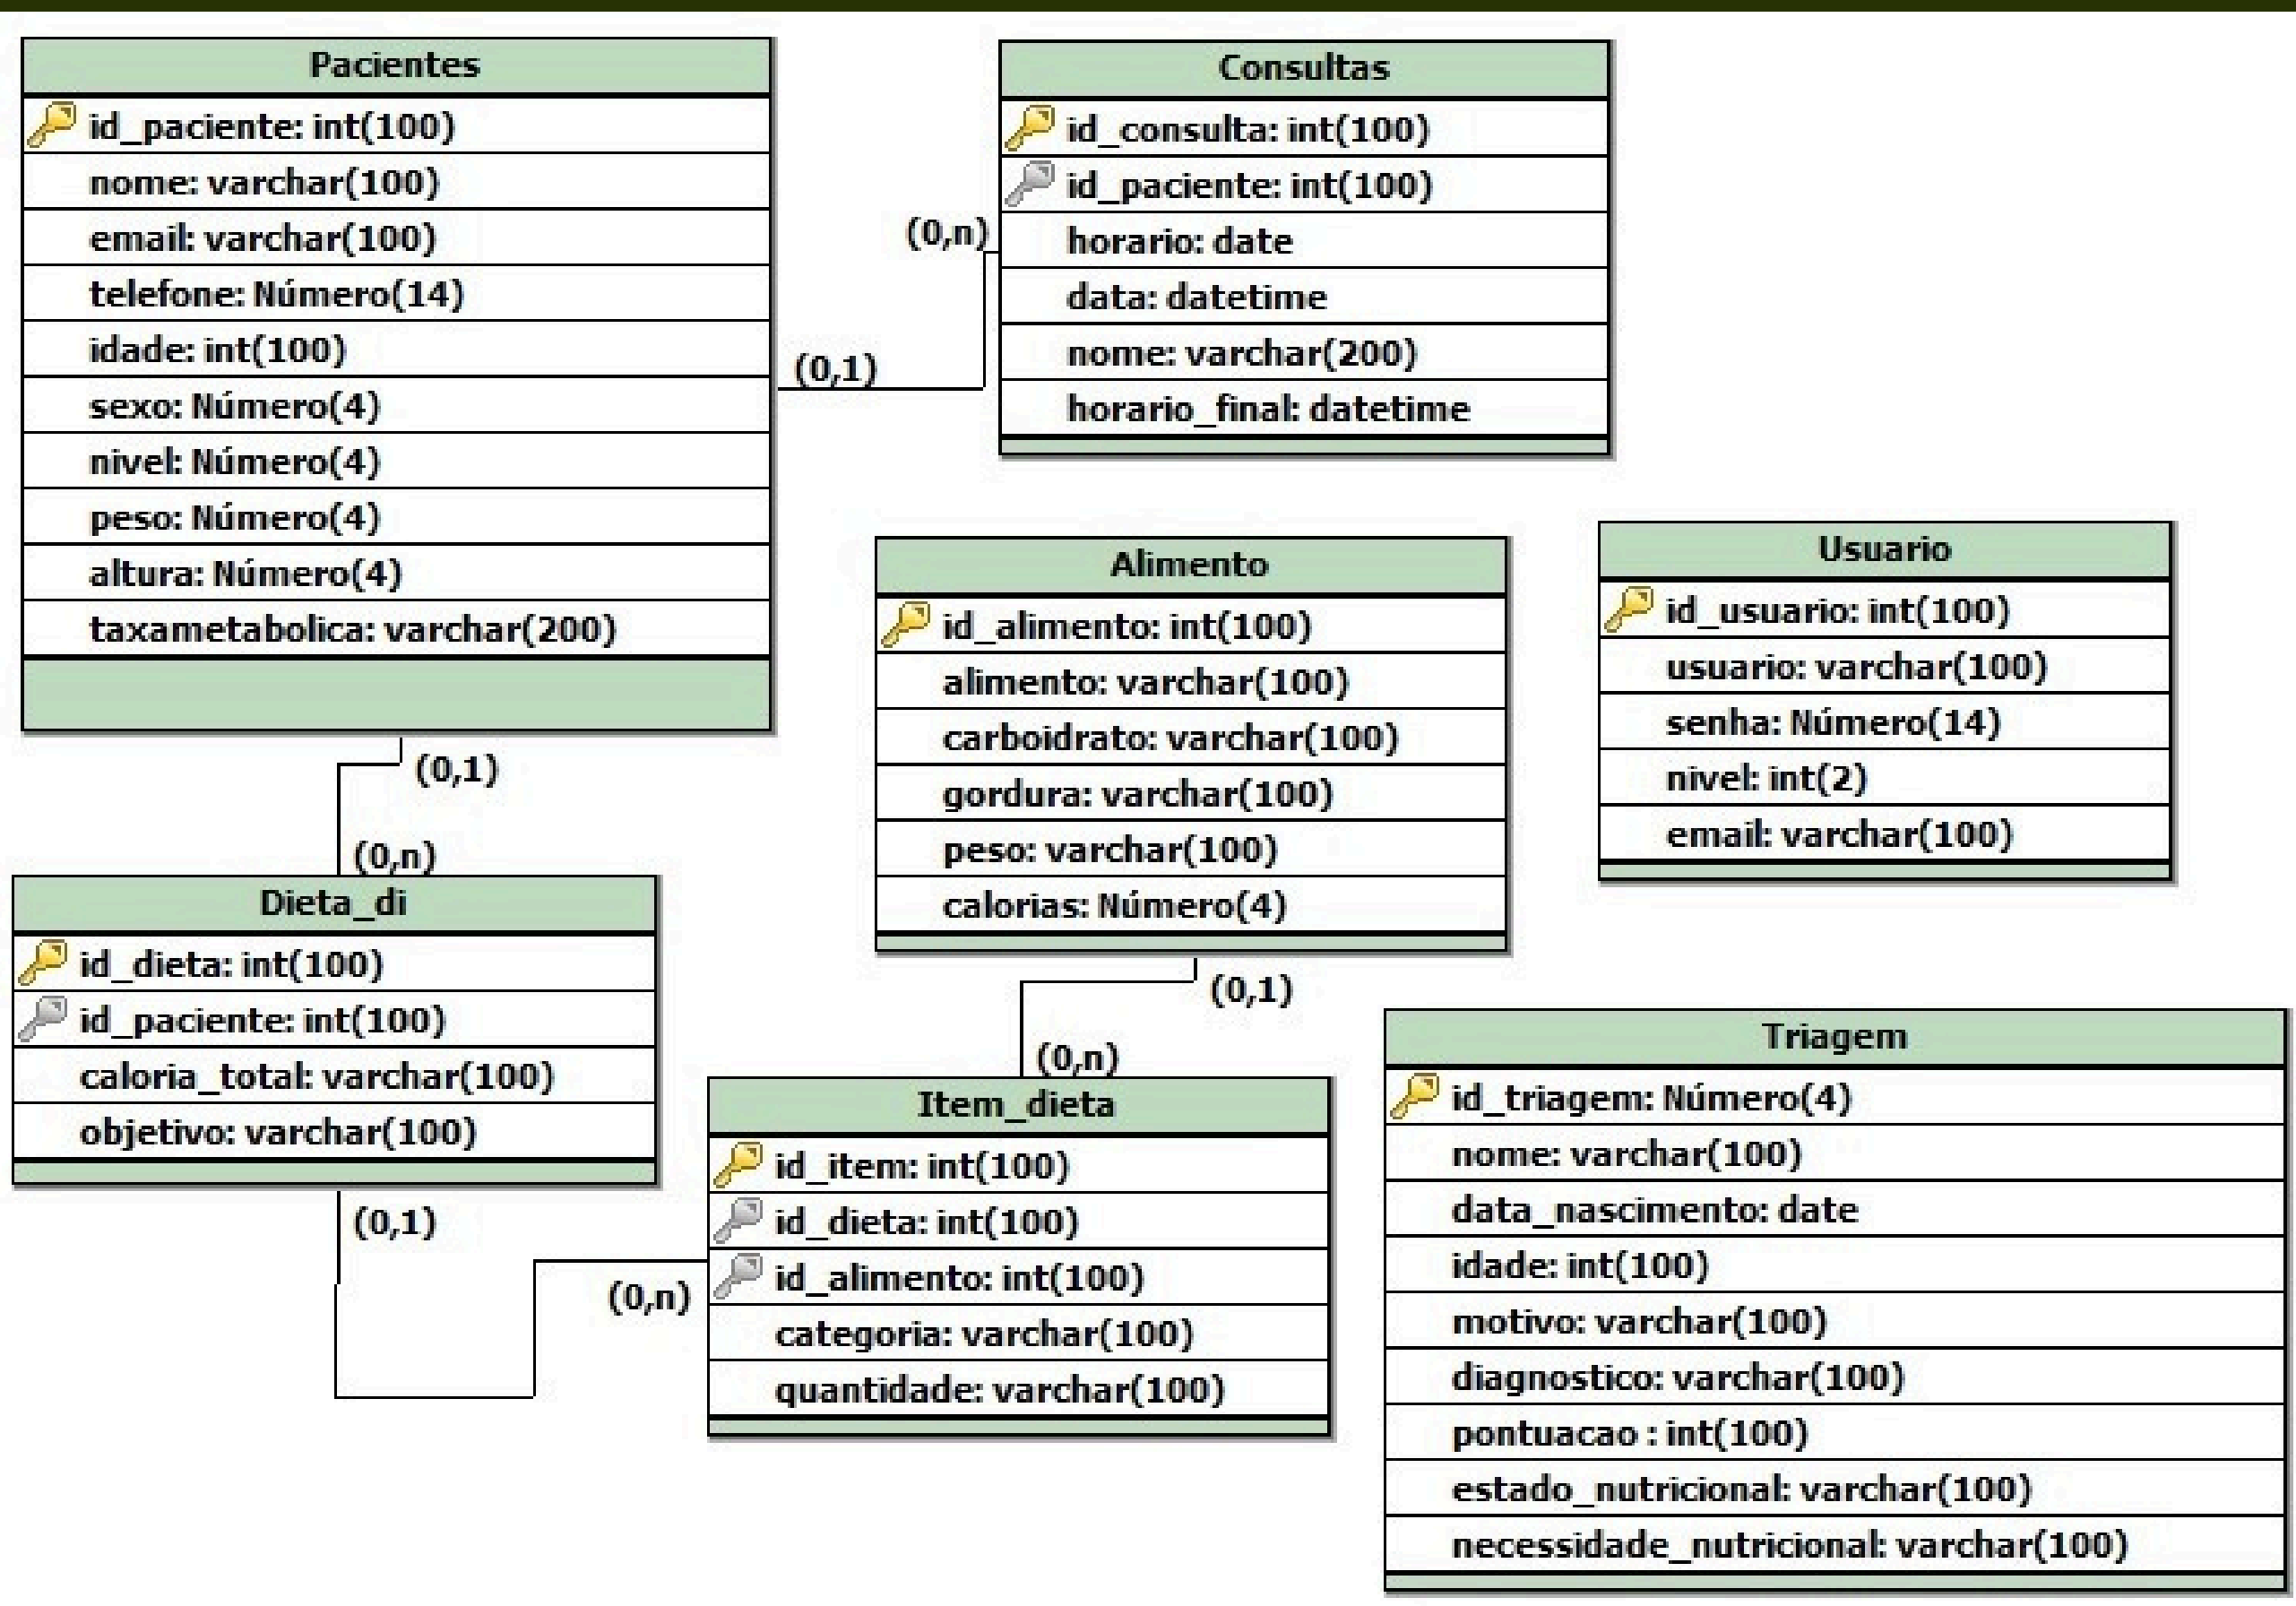 Pacientes
id_paciente: int(100)
nome: varchar(100)
email: varchar(100)
telefone: Número(14)
idade: int(100)
sexo: Número(4)
nivel: Número(4)
peso: Número(4)
altura: Número(4)
taxametabolica: varchar(200)
(0,1)
(0,n)
Consultas
id_consulta: int(100)
id_paciente: int(100)
horario: date
data: datetime
nome: varchar(200)
horario_final: datetime
(0,1)
(0,n)
Alimento
id_alimento: int(100)
alimento: varchar(100)
carboidrato: varchar(100)
gordura: varchar(100)
peso: varchar(100)
calorias: Número(4)
Usuario
id_usuario: int(100)
usuario: varchar(100)
senha: Número(14)
nivel: int(2)
email: varchar(100)
Dieta_di
id_dieta: int(100)
id_paciente: int(100)
caloria_total: varchar(100)
objetivo: varchar(100)
(0,1)
(0,n)
(0,1)
(0,n)
Item_dieta
id_item: int(100)
id_dieta: int(100)
id_alimento: int(100)
categoria: varchar(100)
quantidade: varchar(100)
Triagem
id_triagem: Número(4)
nome: varchar(100)
data_nascimento: date
idade: int(100)
motivo: varchar(100)
diagnostico: varchar(100)
pontuacao : int(100)
estado_nutricional: varchar(100)
necessidade_nutricional: varchar(100)